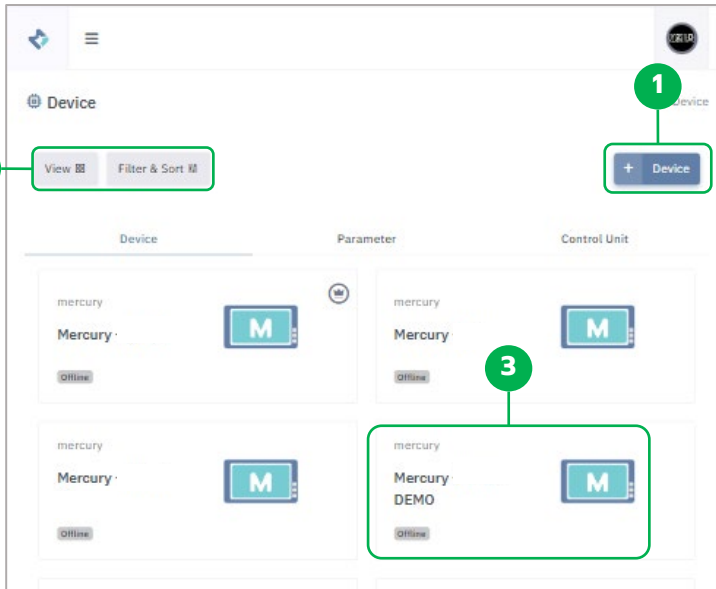 1
Device
Device
View
Filter & Sort
+ Device
Device Parameter Control Unit
mercury
Mercury
M
Offline
mercury
Mercury
M
Offline
3
mercury
Mercury
M
Offline
mercury
Mercury
DEMO
M
Offline